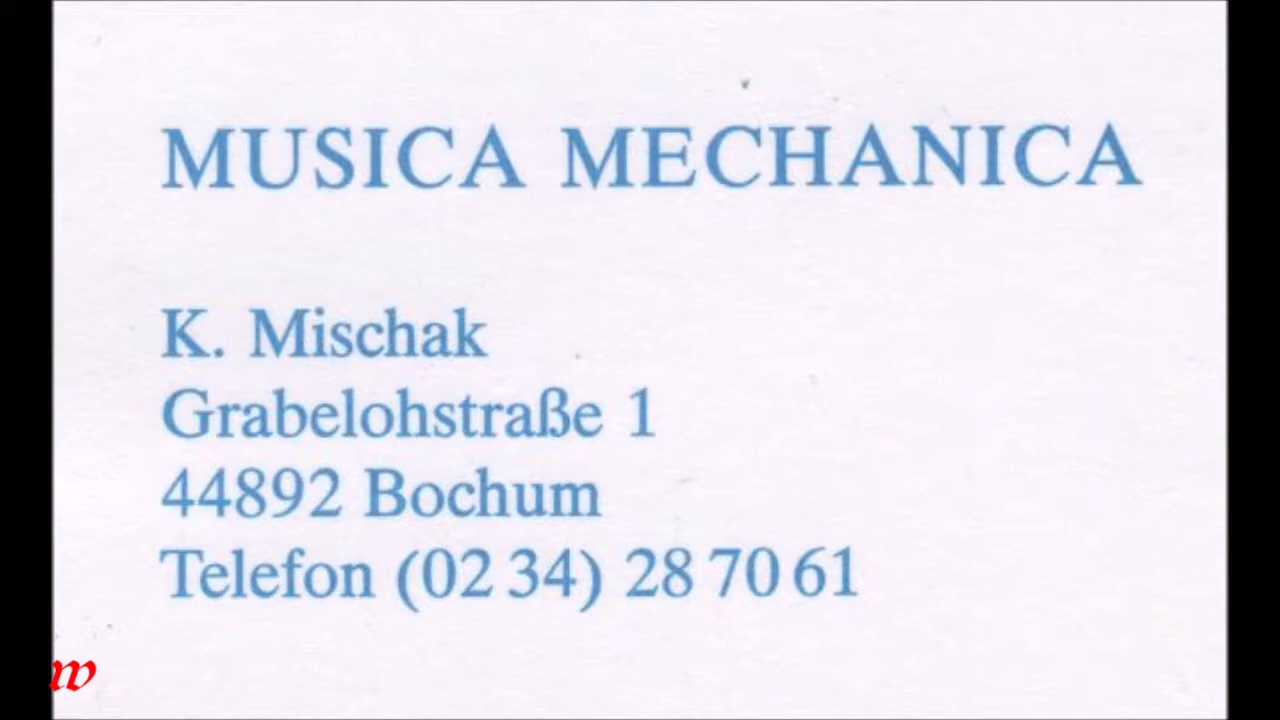 MUSICA MECHANICA
K. Mischak
Grabelohstraße 1
44892 Bochum
Telefon (02 34) 28 70 61
w